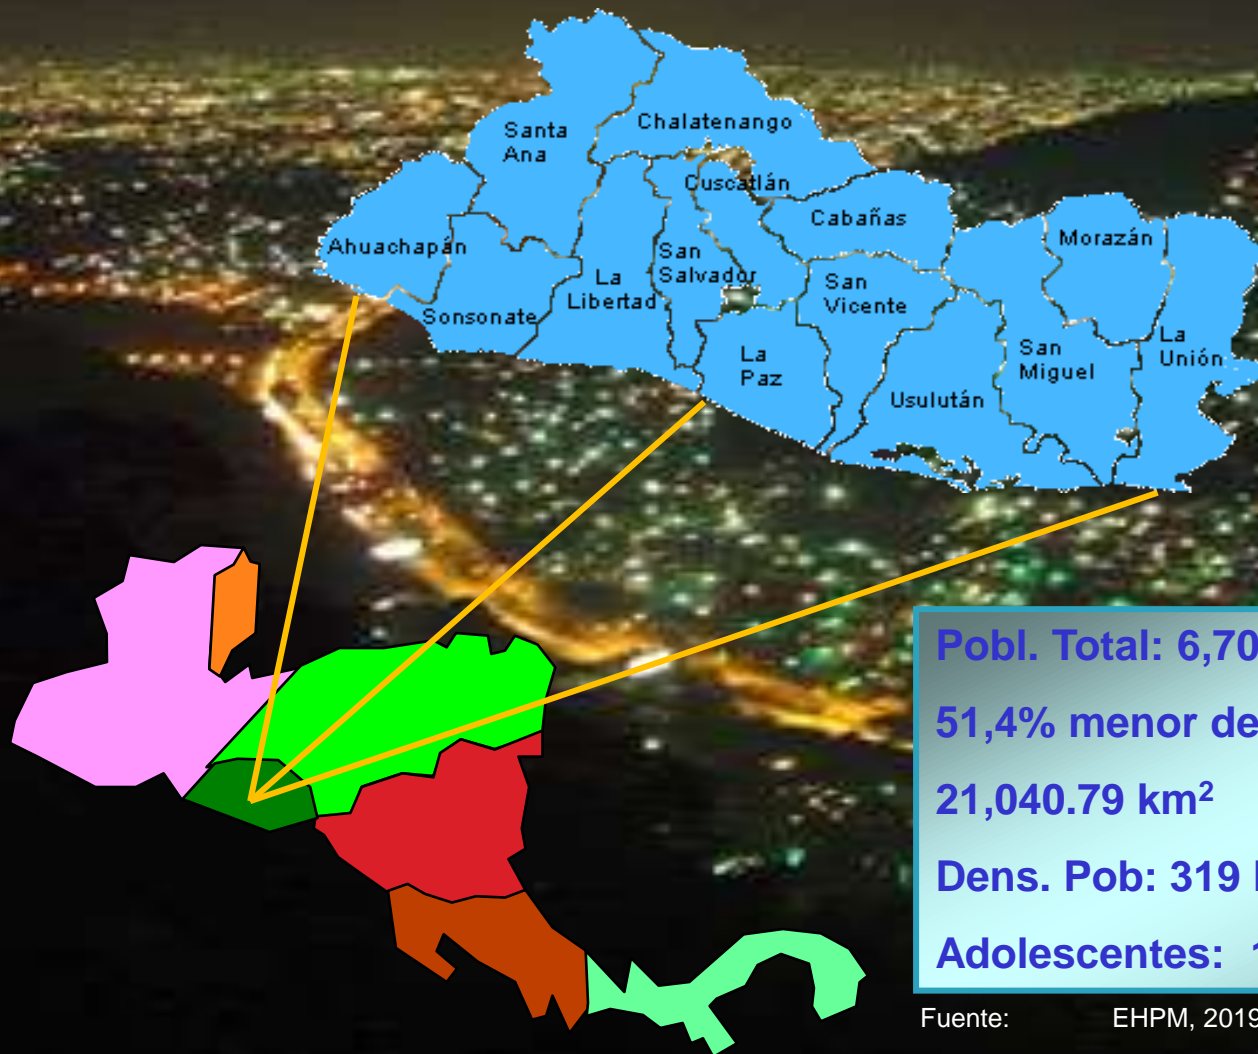 Chalatenango
Santa
Ana
Cuscatlán
Cabañas
Ahuachapán
Morazán
San
Salvador
La
Libertad
San
Vicente
Sonsonate
La
Unión
San
Miguel
La
Paz
Usulután
Pobl. Total: 6,70
51,4% menor de
21,040.79 km²
Dens. Pob: 319
Adolescentes:
Fuente: EHPM, 2019